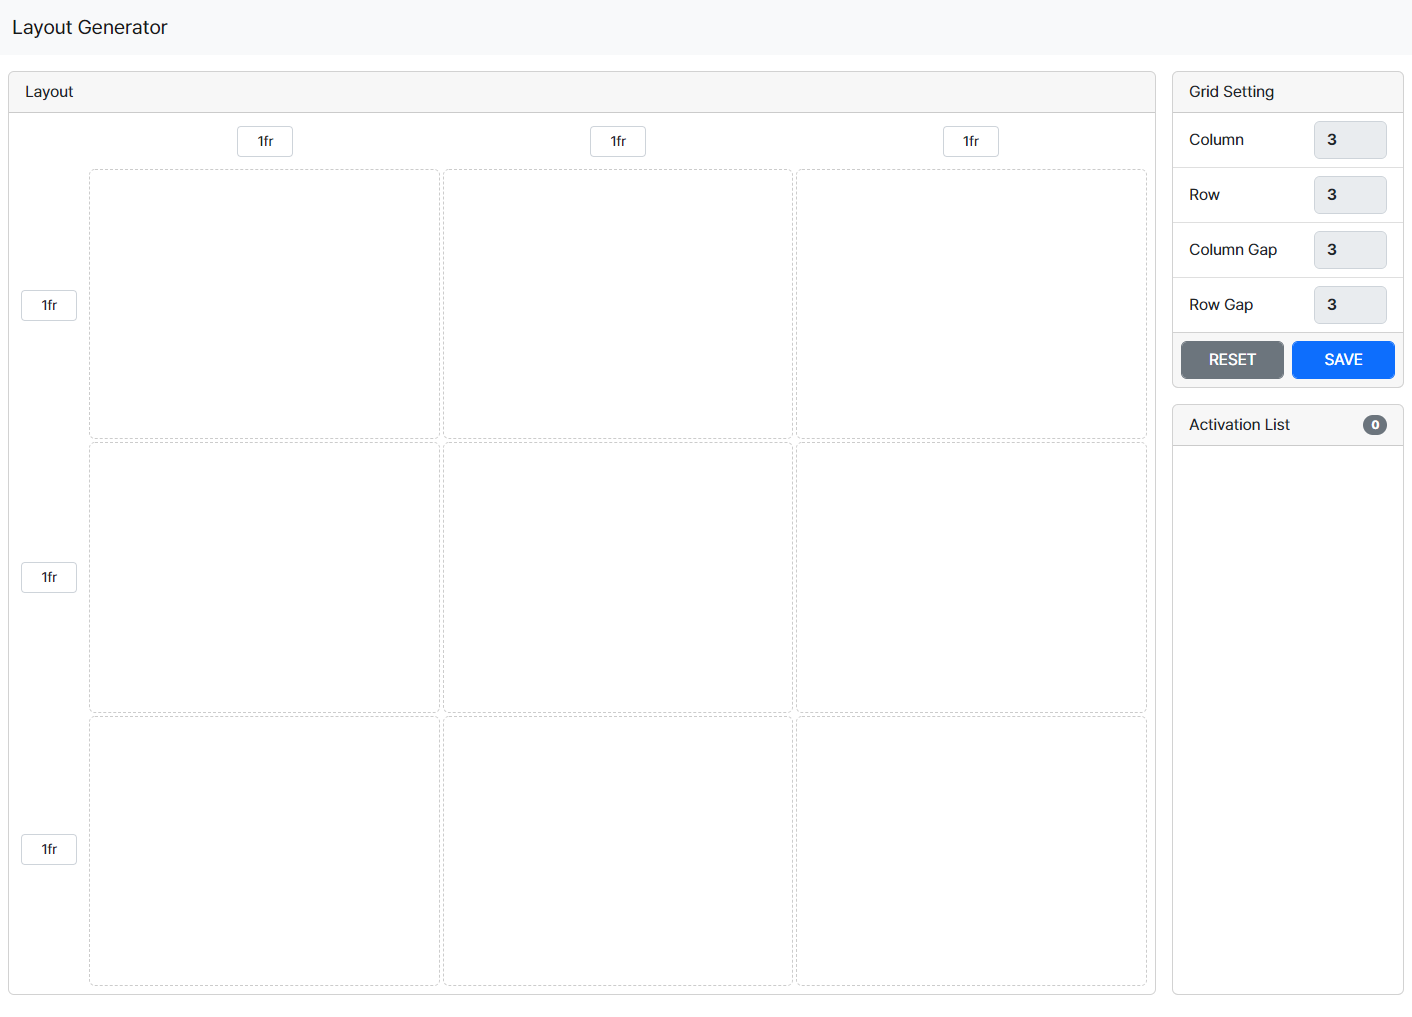 Layout Generator
Layout
1fr 1fr 1fr
1fr
1fr
1fr
Grid Setting
Column 3
Row 3
Column Gap 3
Row Gap 3
RESET SAVE
Activation List 0